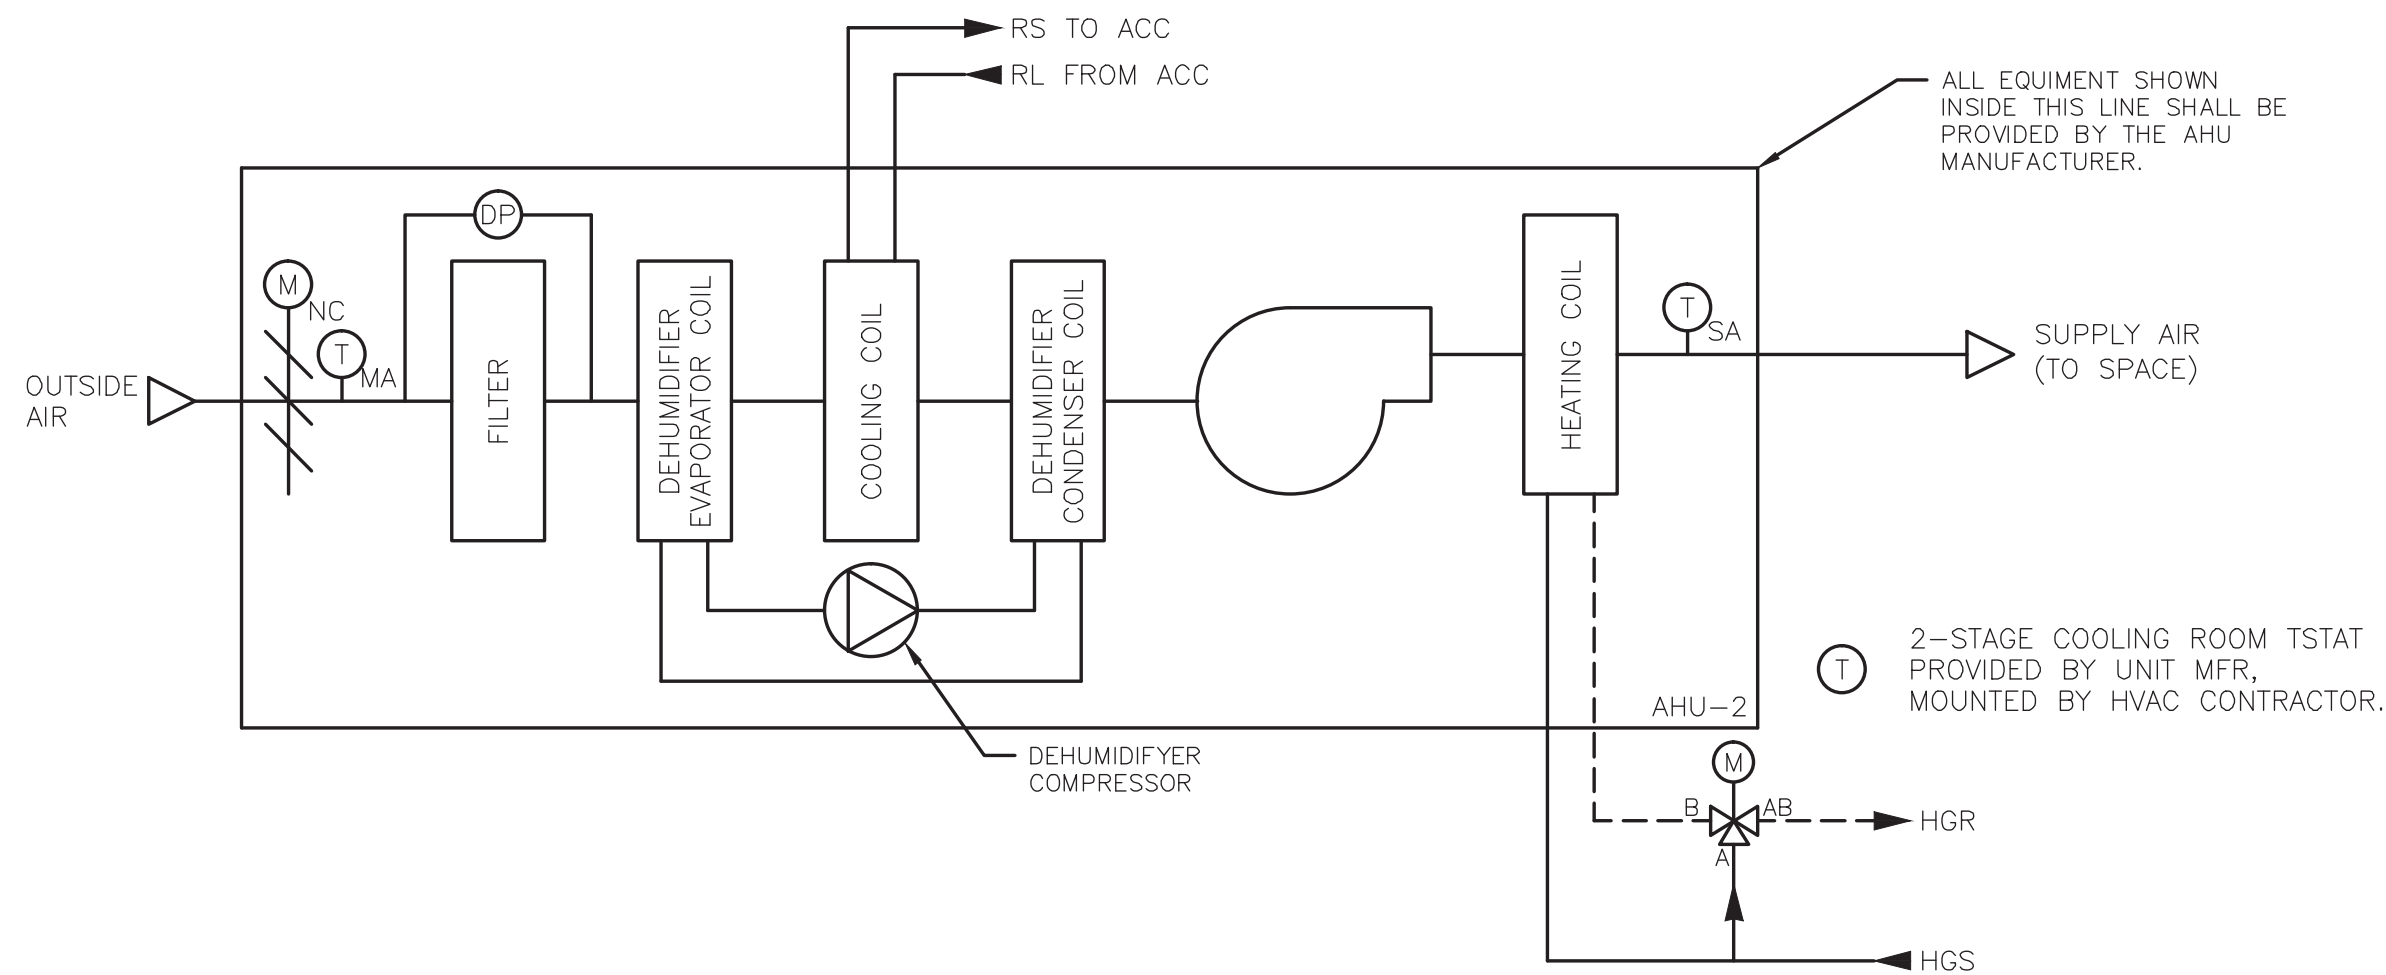 RS TO ACC
RL FROM ACC
ALL EQUIMENT SHOWN
INSIDE THIS LINE SHALL BE
PROVIDED BY THE AHU
MANUFACTURER.
DP
M
NC
T
MA
OUTSIDE
AIR
FILTER
DEHUMIDIFIER
EVAPORATOR COIL
COOLING COIL
DEHUMIDIFIER
CONDENSER COIL
HEATING COIL
T
SA
SUPPLY AIR
(TO SPACE)
T
2-STAGE COOLING ROOM TSTAT
PROVIDED BY UNIT MFR,
MOUNTED BY HVAC CONTRACTOR.
AHU-2
DEHUMIDIFYER
COMPRESSOR
M
B
AB
A
HGR
HGS